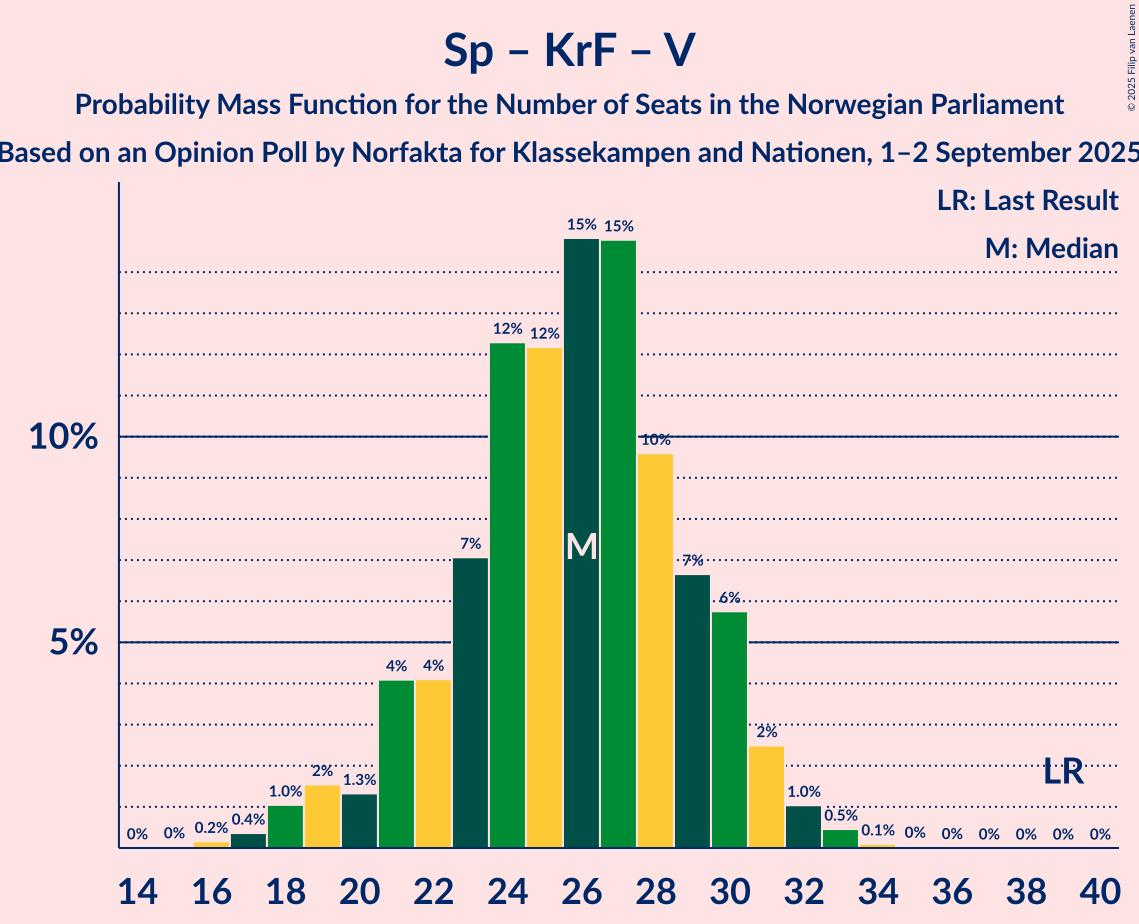 © 2025 Filip van Laenen
Sp – KrF – V
Probability Mass Function for the Number of Seats in the Norwegian Parliament
Based on an Opinion Poll by Norfakta for Klassekampen and Nationen, 1–2 September 2025
LR: Last Result
M: Median
15% 15%
12% 12%
10% 10%
7% M 7%
6%
5%
4% 4%
2%
LR
2% 1.3%
1.0% 1.0%
0% 0% 0.2% 0.4% 0.5% 0.1% 0% 0% 0% 0% 0% 0%
14 16 18 20 22 24 26 28 30 32 34 36 38 40